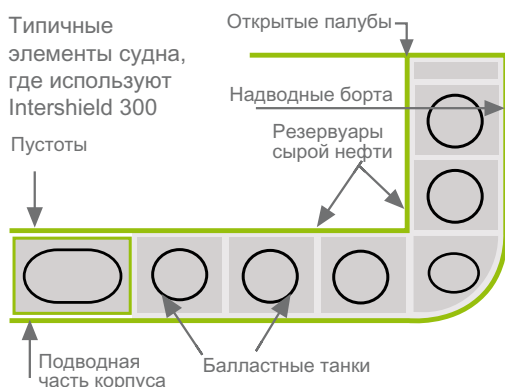 Типичные
элементы судна,
где используют
Intershield 300
Открытые палубы
Надводные борта
Резервуары
сырой нефти
Пустоты
Подводная
часть корпуса
Балластные танки